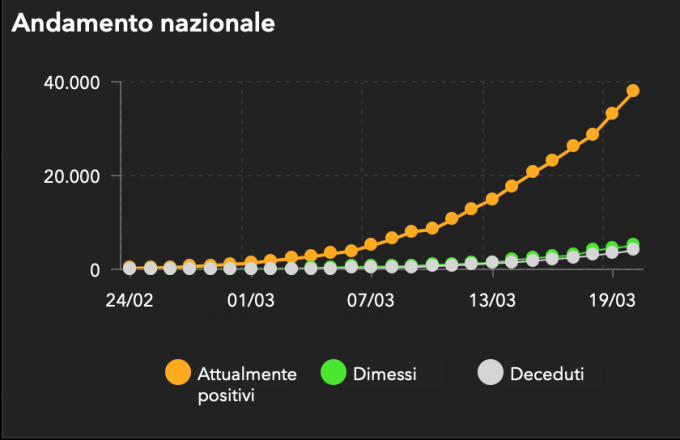 Andamento nazionale
40.000
20.000
0
24/02 01/03 07/03 13/03 19/03
Attualmente positivi
Dimessi
Deceduti